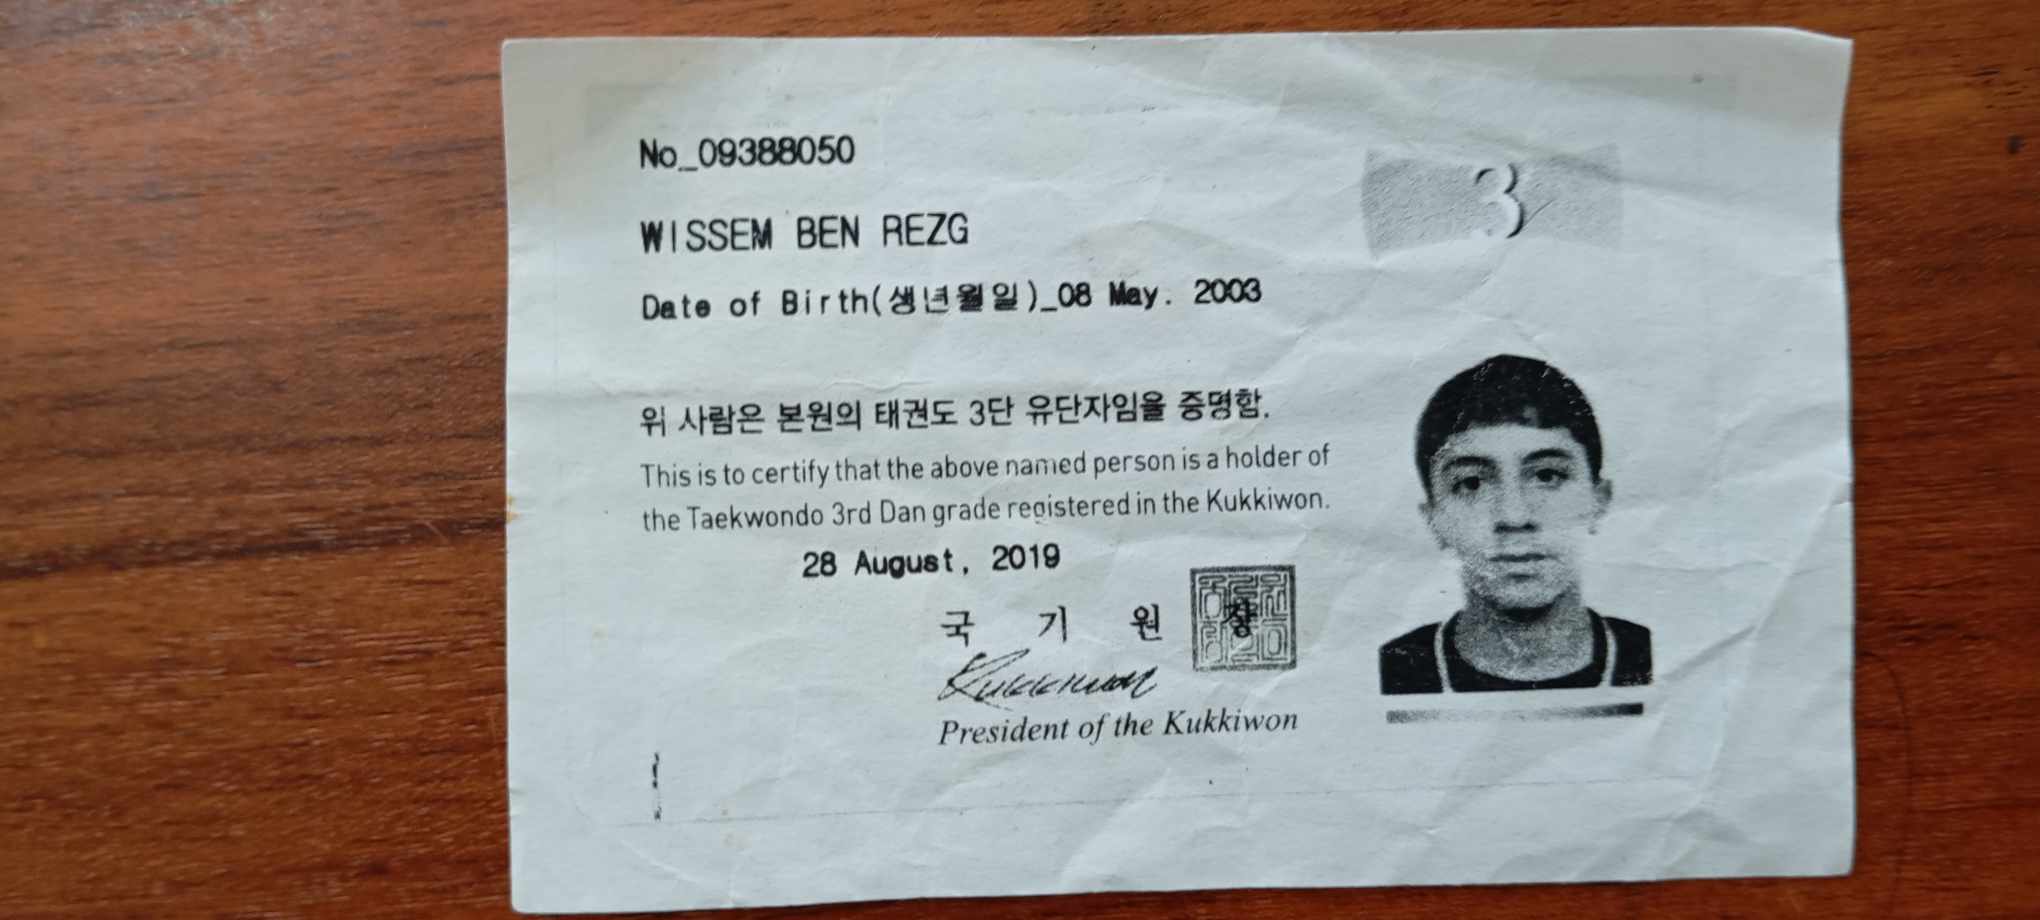 No_09388050
3
WISSEM BEN REZG
Date of Birth(생년월일)_08 May. 2003
위 사람은 본원의 태권도 3단 유단자임을 증명함.
This is to certify that the above named person is a holder of
the Taekwondo 3rd Dan grade registered in the Kukkiwon.
28 August, 2019
국 기 원 장
Kukkiwon
President of the Kukkiwon